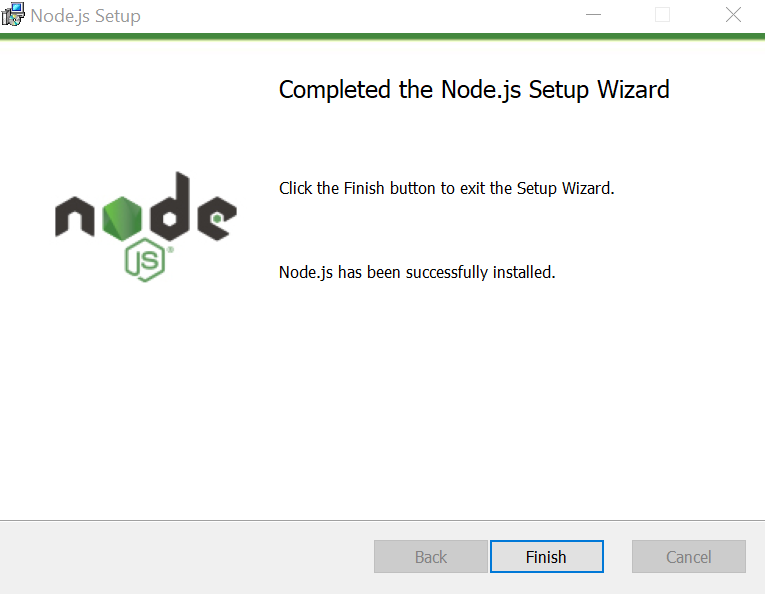 Node.js Setup
Completed the Node.js Setup Wizard
Click the Finish button to exit the Setup Wizard.
node
JS®
Node.js has been successfully installed.
Back
Finish
Cancel